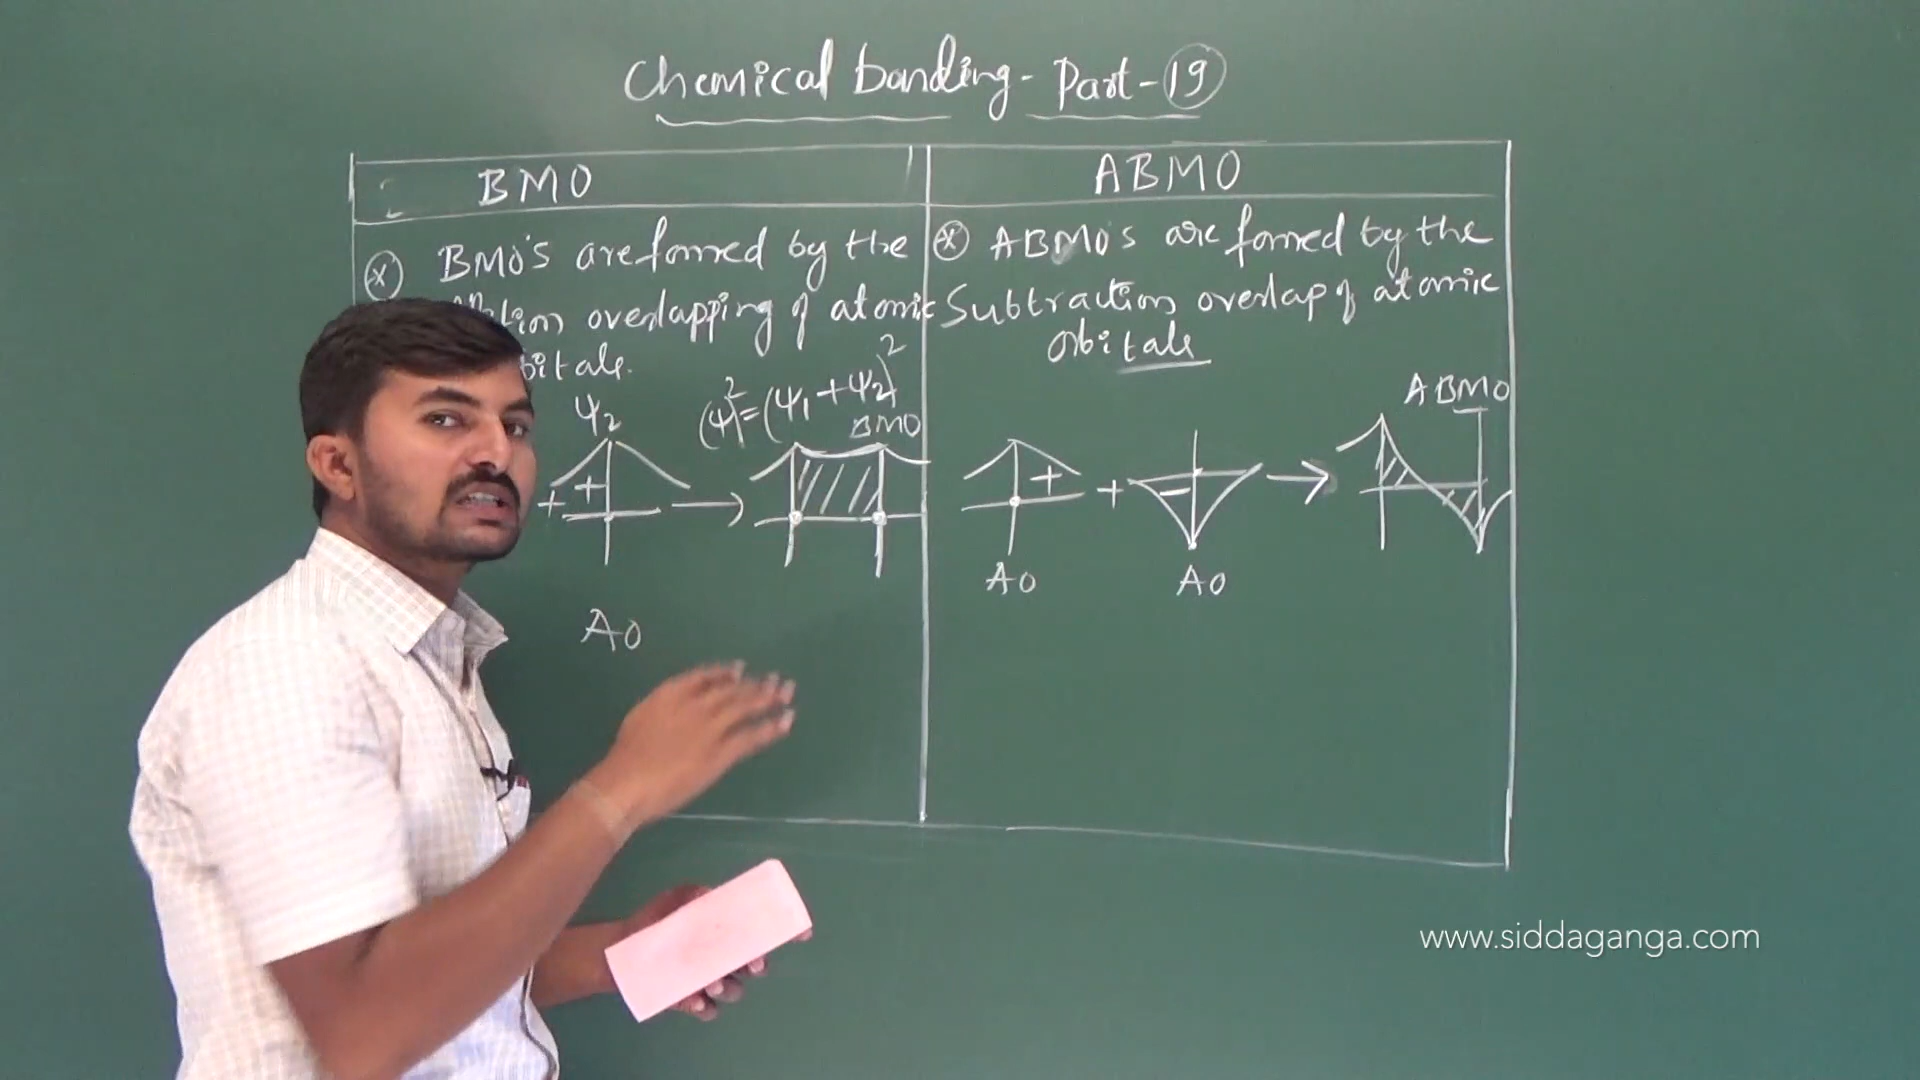 Chemical bonding - Part - 19
BMO
BMO's are formed by the
overlapping of atomic
ψ2
(ψ)²=(ψ1+ψ2)²
BMO
+ + →
AO
ABMO
ABMO's are formed by the
Subtraction overlap of atomic
orbitals
ABMO
+ + - →
AO AO
www.siddaganga.com